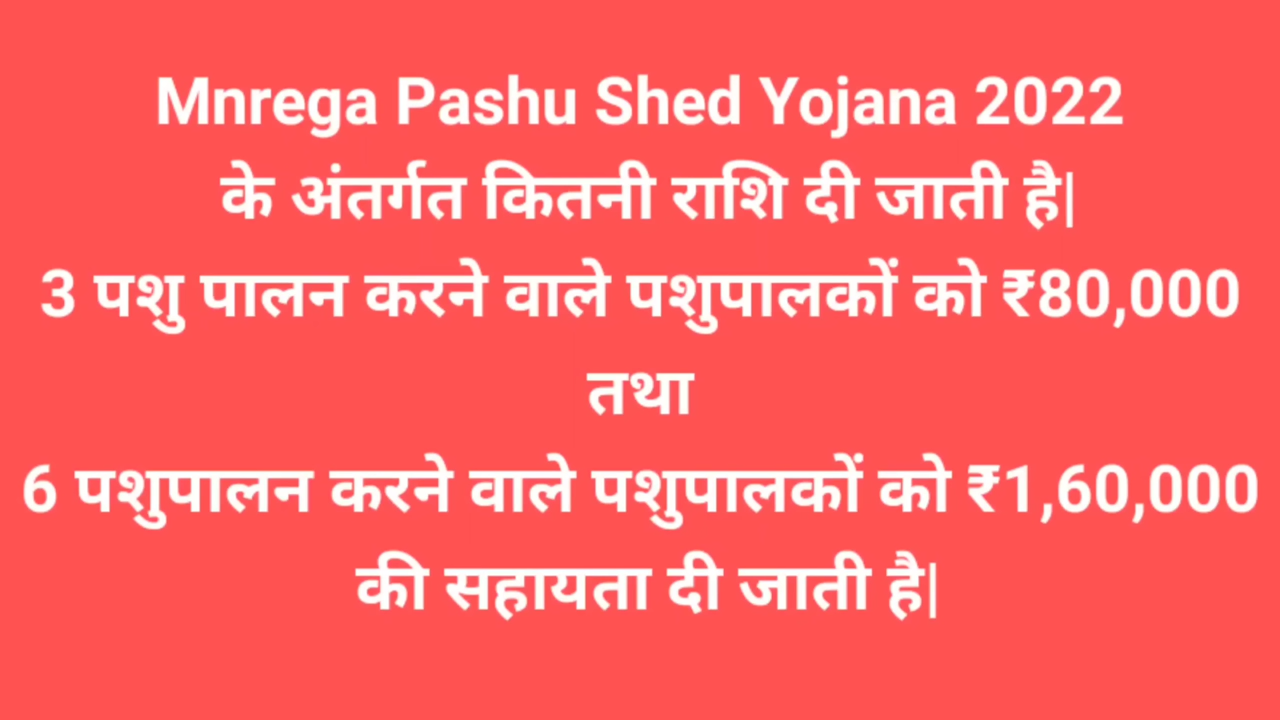 Mnrega Pashu Shed Yojana 2022
के अंतर्गत कितनी राशि दी जाती है|
3 पशु पालन करने वाले पशुपालकों को ₹80,000
तथा
6 पशुपालन करने वाले पशुपालकों को ₹1,60,000
की सहायता दी जाती है|